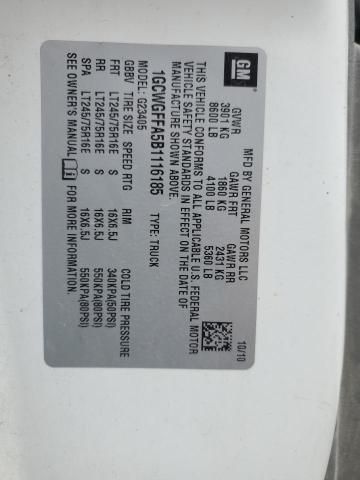 GM
MFD BY GENERAL MOTORS LLC
10/10
GVWR GAWR FRT GAWR RR
3901 KG 1860 KG 2431 KG
8600 LB 4100 LB 5360 LB
THIS VEHICLE CONFORMS TO ALL APPLICABLE U.S. FEDERAL MOTOR
VEHICLE SAFETY STANDARDS IN EFFECT ON THE DATE OF
MANUFACTURE SHOWN ABOVE.
1GCWGFFA5B1116185 TYPE: TRUCK
MODEL: G23405
GBBV TIRE SIZE SPEED RTG RIM COLD TIRE PRESSURE
FRT LT245/75R16E S 16X6.5J 340KPA(50PSI)
RR LT245/75R16E S 16X6.5J 550KPA(80PSI)
SPA LT245/75R16E S 16X6.5J 550KPA(80PSI)
SEE OWNER'S MANUAL